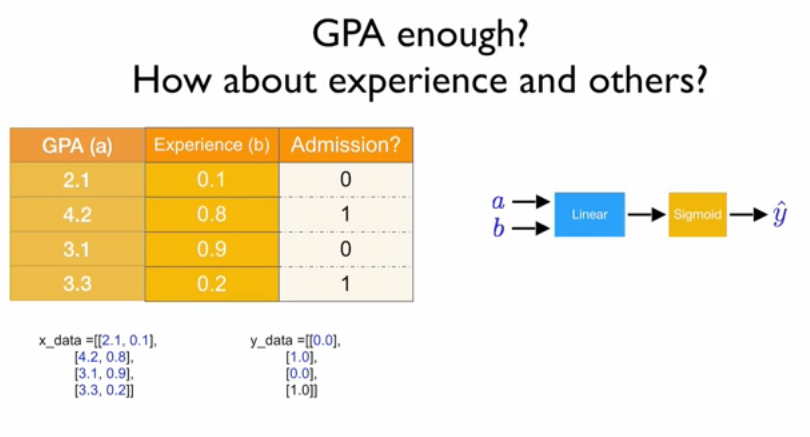 GPA enough?
How about experience and others?
GPA (a) Experience (b) Admission?
2.1 0.1 0
4.2 0.8 1
3.1 0.9 0
3.3 0.2 1
a
b
Linear
Sigmoid
ŷ
x_data =[[2.1, 0.1],
[4.2, 0.8],
[3.1, 0.9],
[3.3, 0.2]]
y_data =[[0.0],
[1.0],
[0.0],
[1.0]]